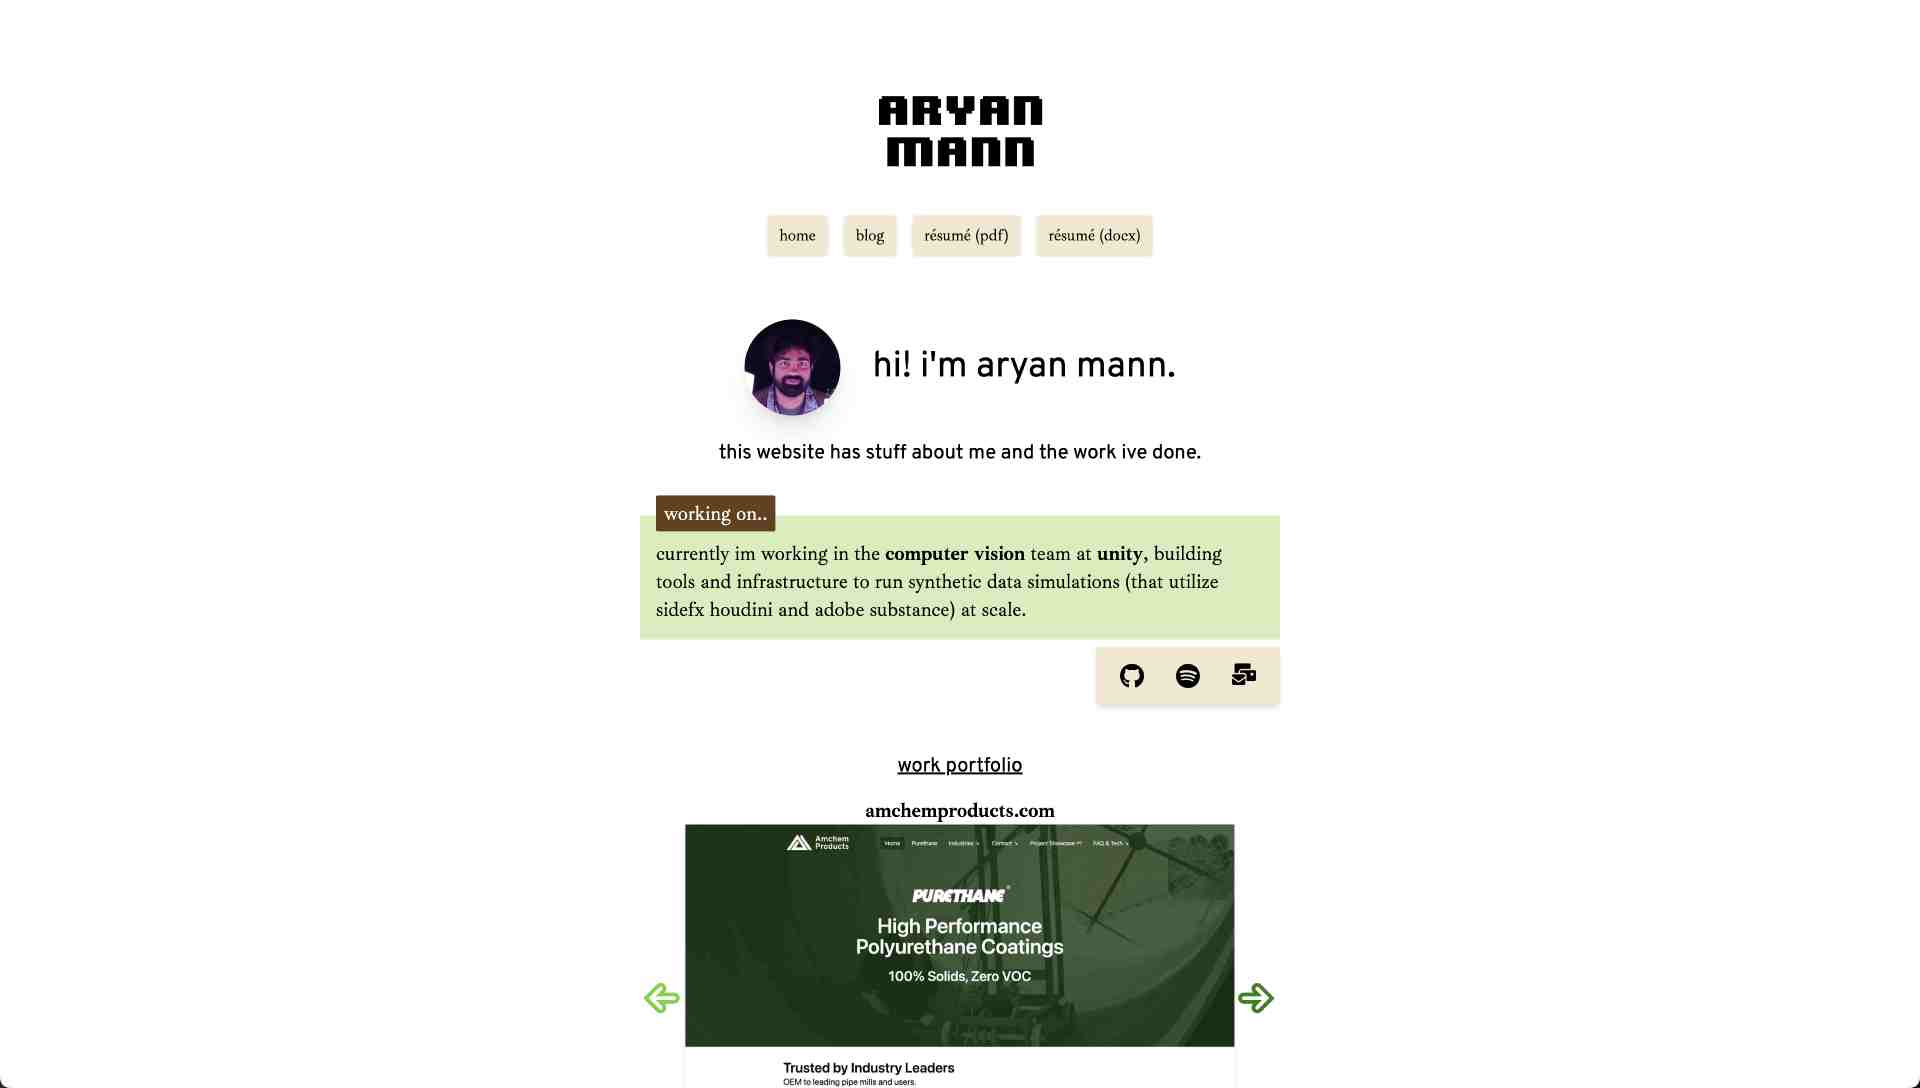 ARYAN
MANN
home
blog
résumé (pdf)
résumé (docx)
hi! i'm aryan mann.
this website has stuff about me and the work ive done.
working on..
currently im working in the computer vision team at unity, building
tools and infrastructure to run synthetic data simulations (that utilize
sidefx houdini and adobe substance) at scale.
work portfolio
amchemproducts.com
Amchem
Products
Home
Purethane
Industries
Contact
Project Showcase
FAQ & Tech
PURETHANE®
High Performance
Polyurethane Coatings
100% Solids, Zero VOC
Trusted by Industry Leaders
OEM to leading pipe mills and users.